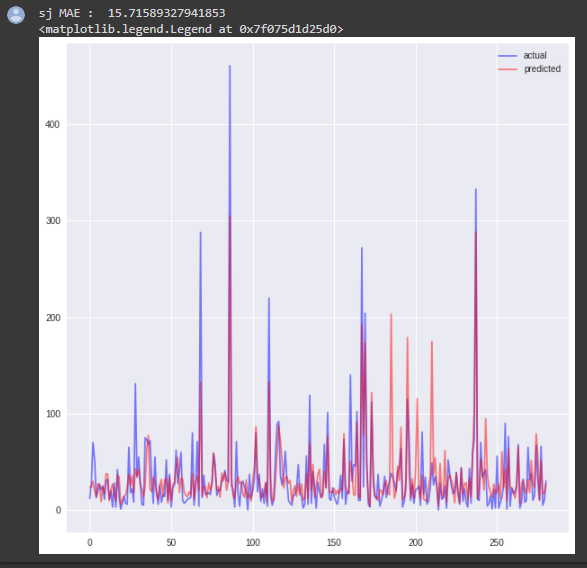 sj MAE :  15.71589327941853
<matplotlib.legend.Legend at 0x7f075d1d25d0>
actual
predicted
400
300
200
100
0
0 50 100 150 200 250